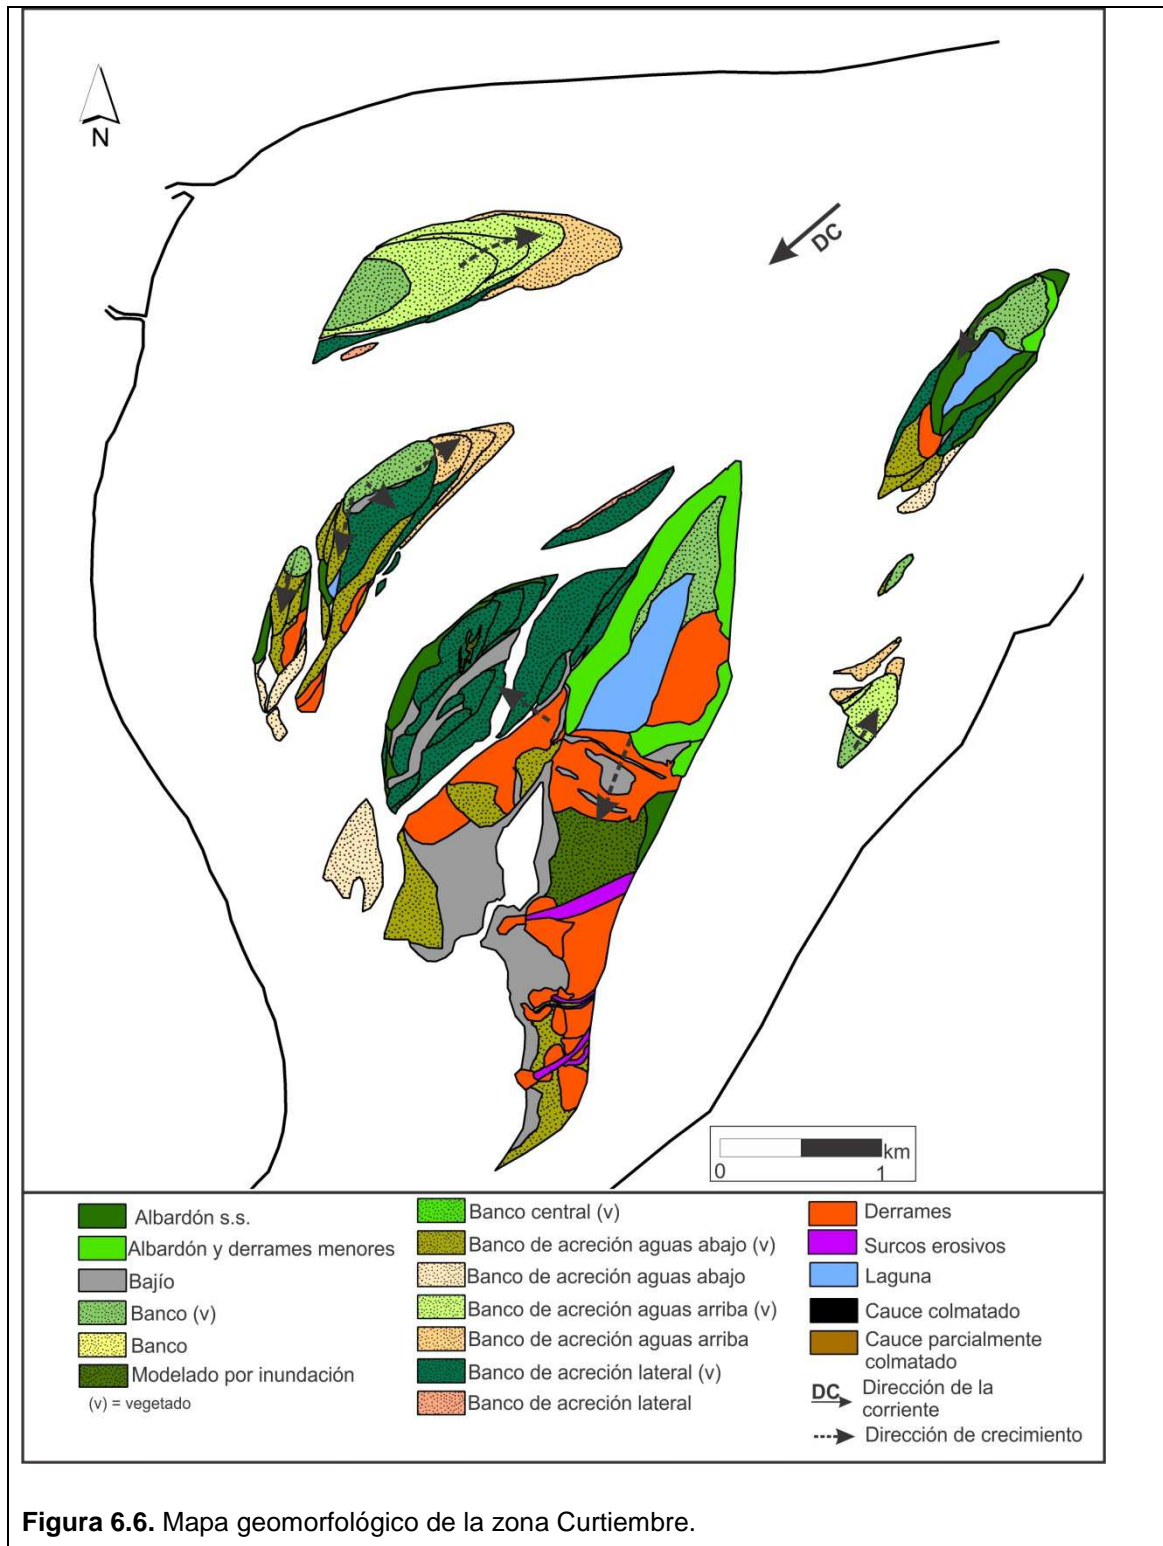 N
DC
km
0 1
Albardón s.s.
Albardón y derrames menores
Bajío
Banco (v)
Banco
Modelado por inundación
(v) = vegetado
Banco central (v)
Banco de acreción aguas abajo (v)
Banco de acreción aguas abajo
Banco de acreción aguas arriba (v)
Banco de acreción aguas arriba
Banco de acreción lateral (v)
Banco de acreción lateral
Derrames
Surcos erosivos
Laguna
Cauce colmatado
Cauce parcialmente
colmatado
DC Dirección de la
corriente
Dirección de crecimiento
Figura 6.6. Mapa geomorfológico de la zona Curtiembre.